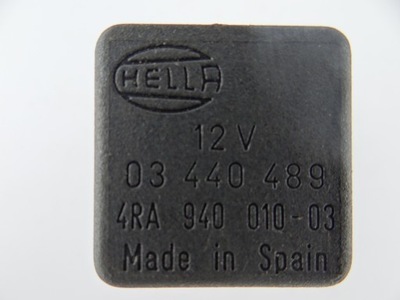 HELLA
12 V
03 440 489
4RA 940 010-03
Made in Spain